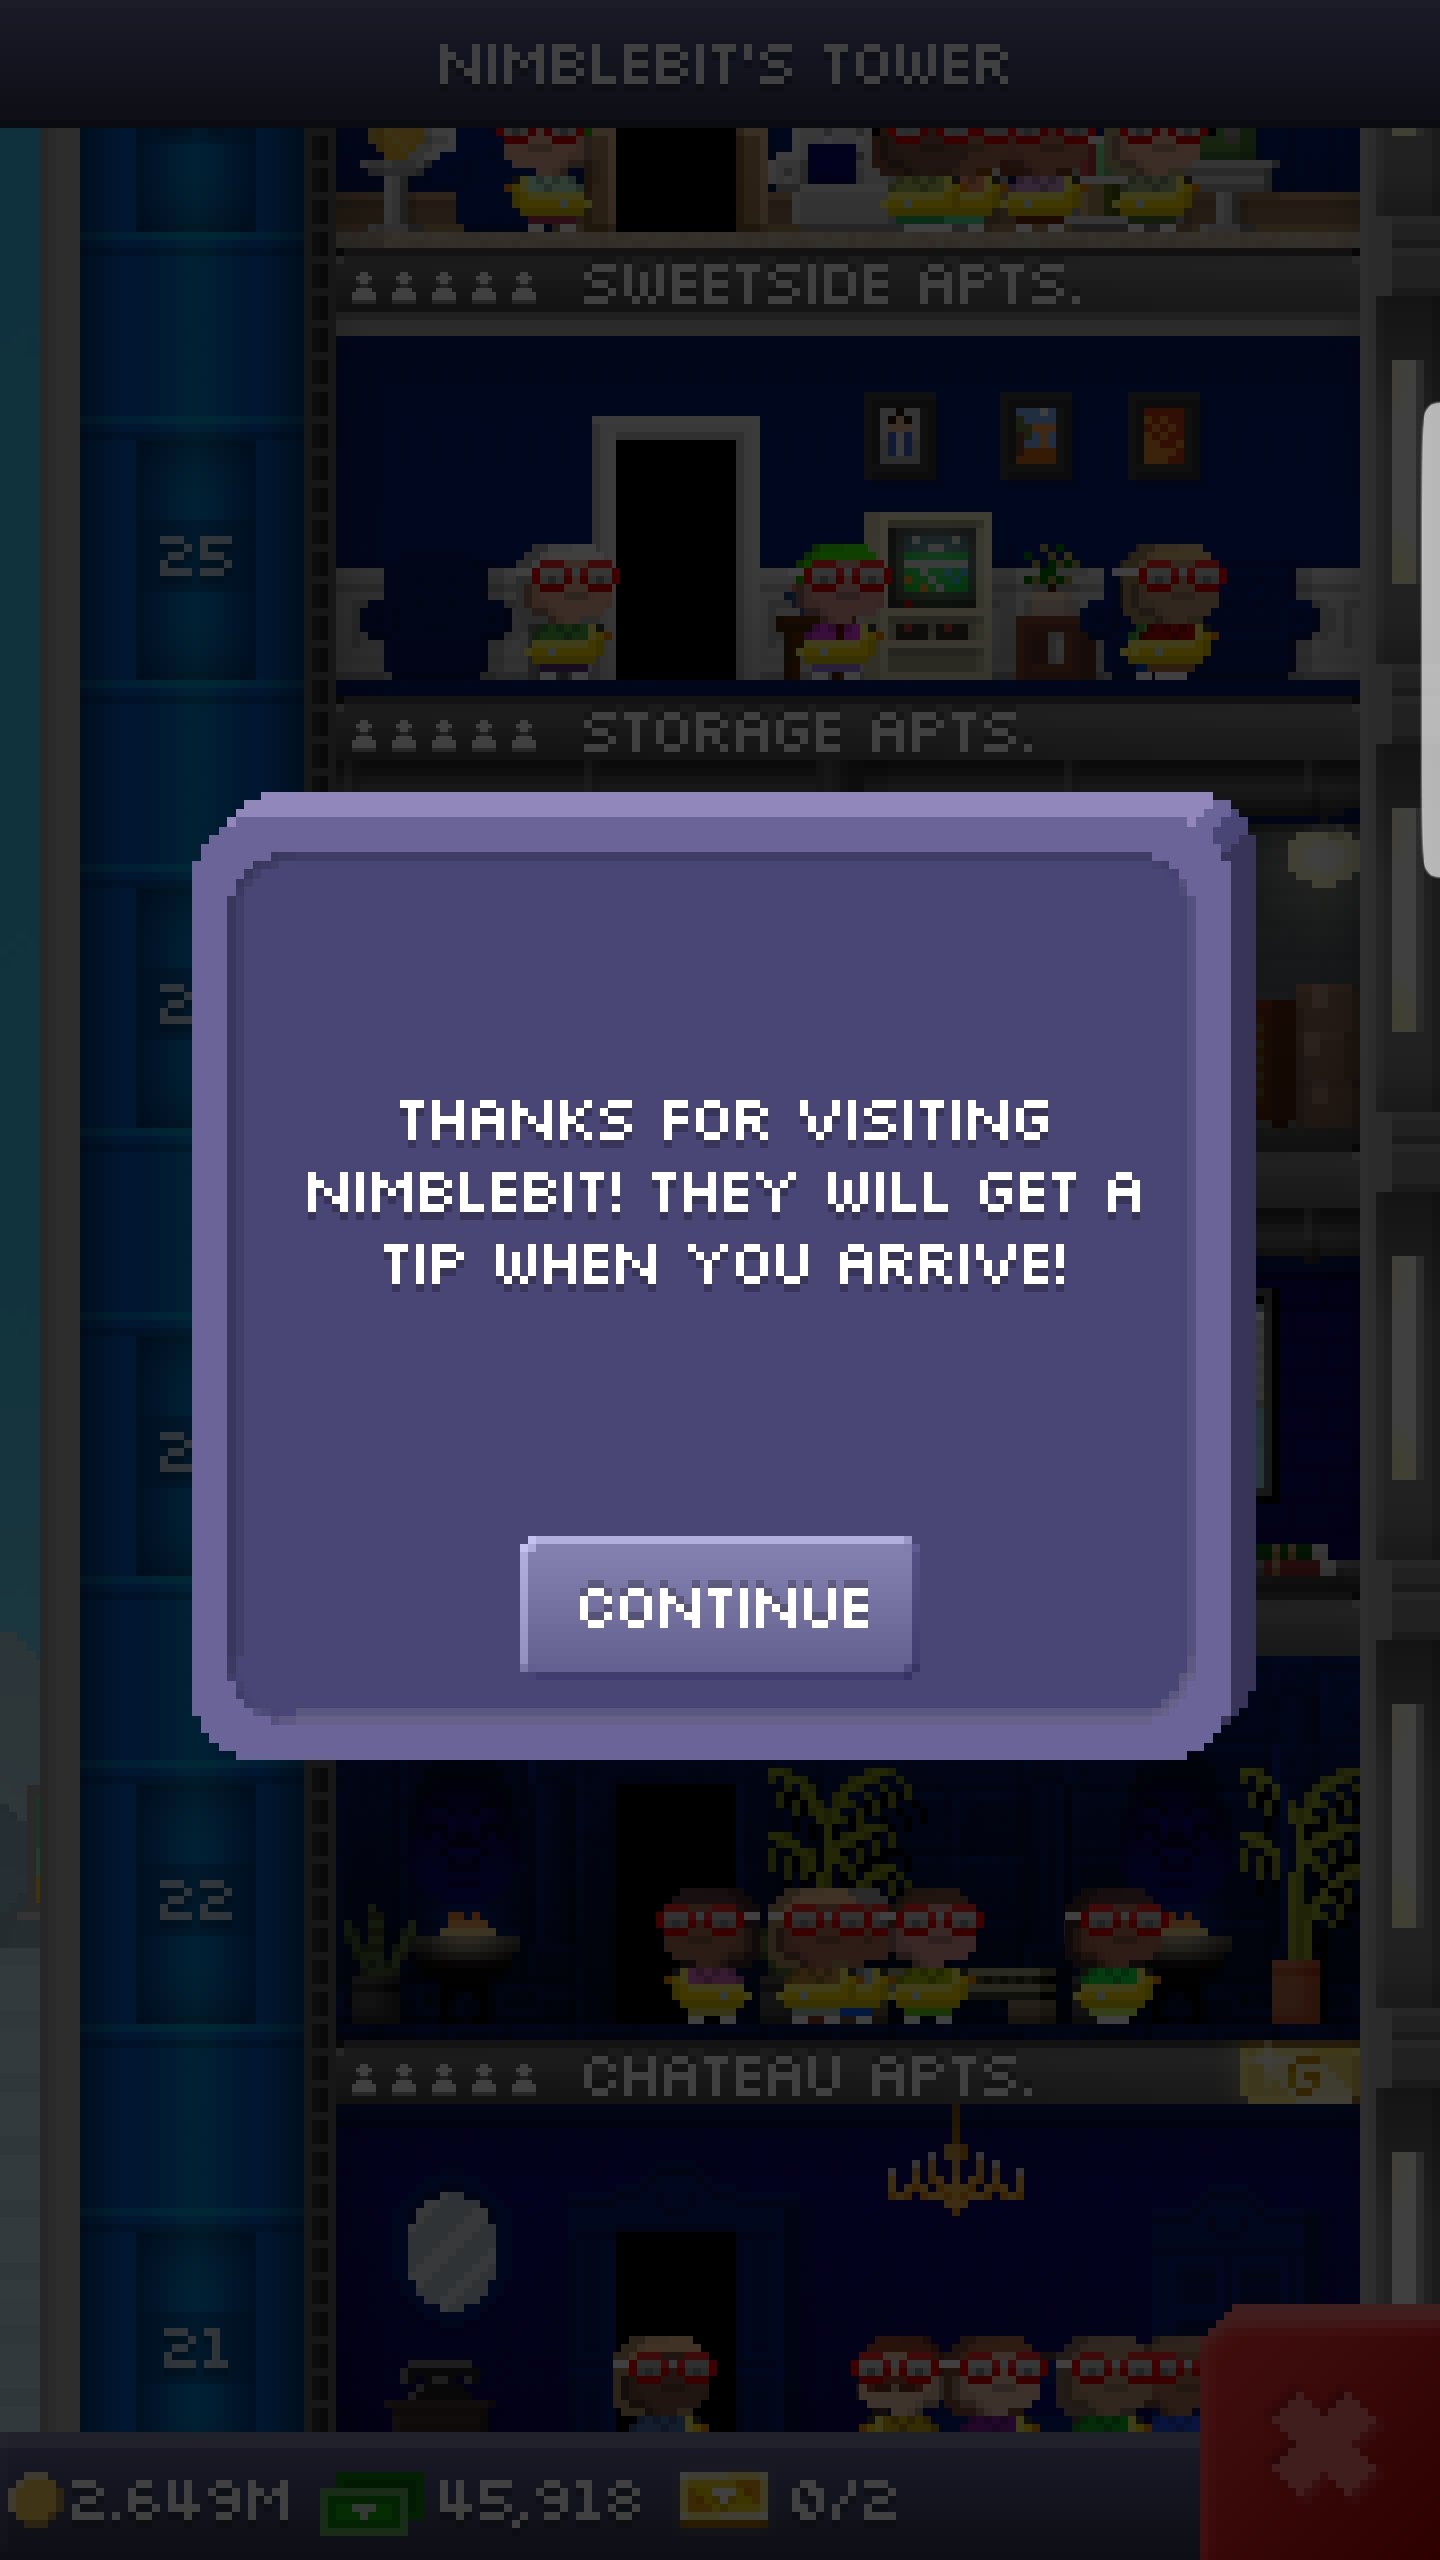 NIMBLEBIT'S TOWER
SWEETSIDE APTS.
25
STORAGE APTS.
THANKS FOR VISITING
NIMBLEBIT! THEY WILL GET A
TIP WHEN YOU ARRIVE!
CONTINUE
22
CHATEAU APTS.
G
21
2.649M
45,918
0/2